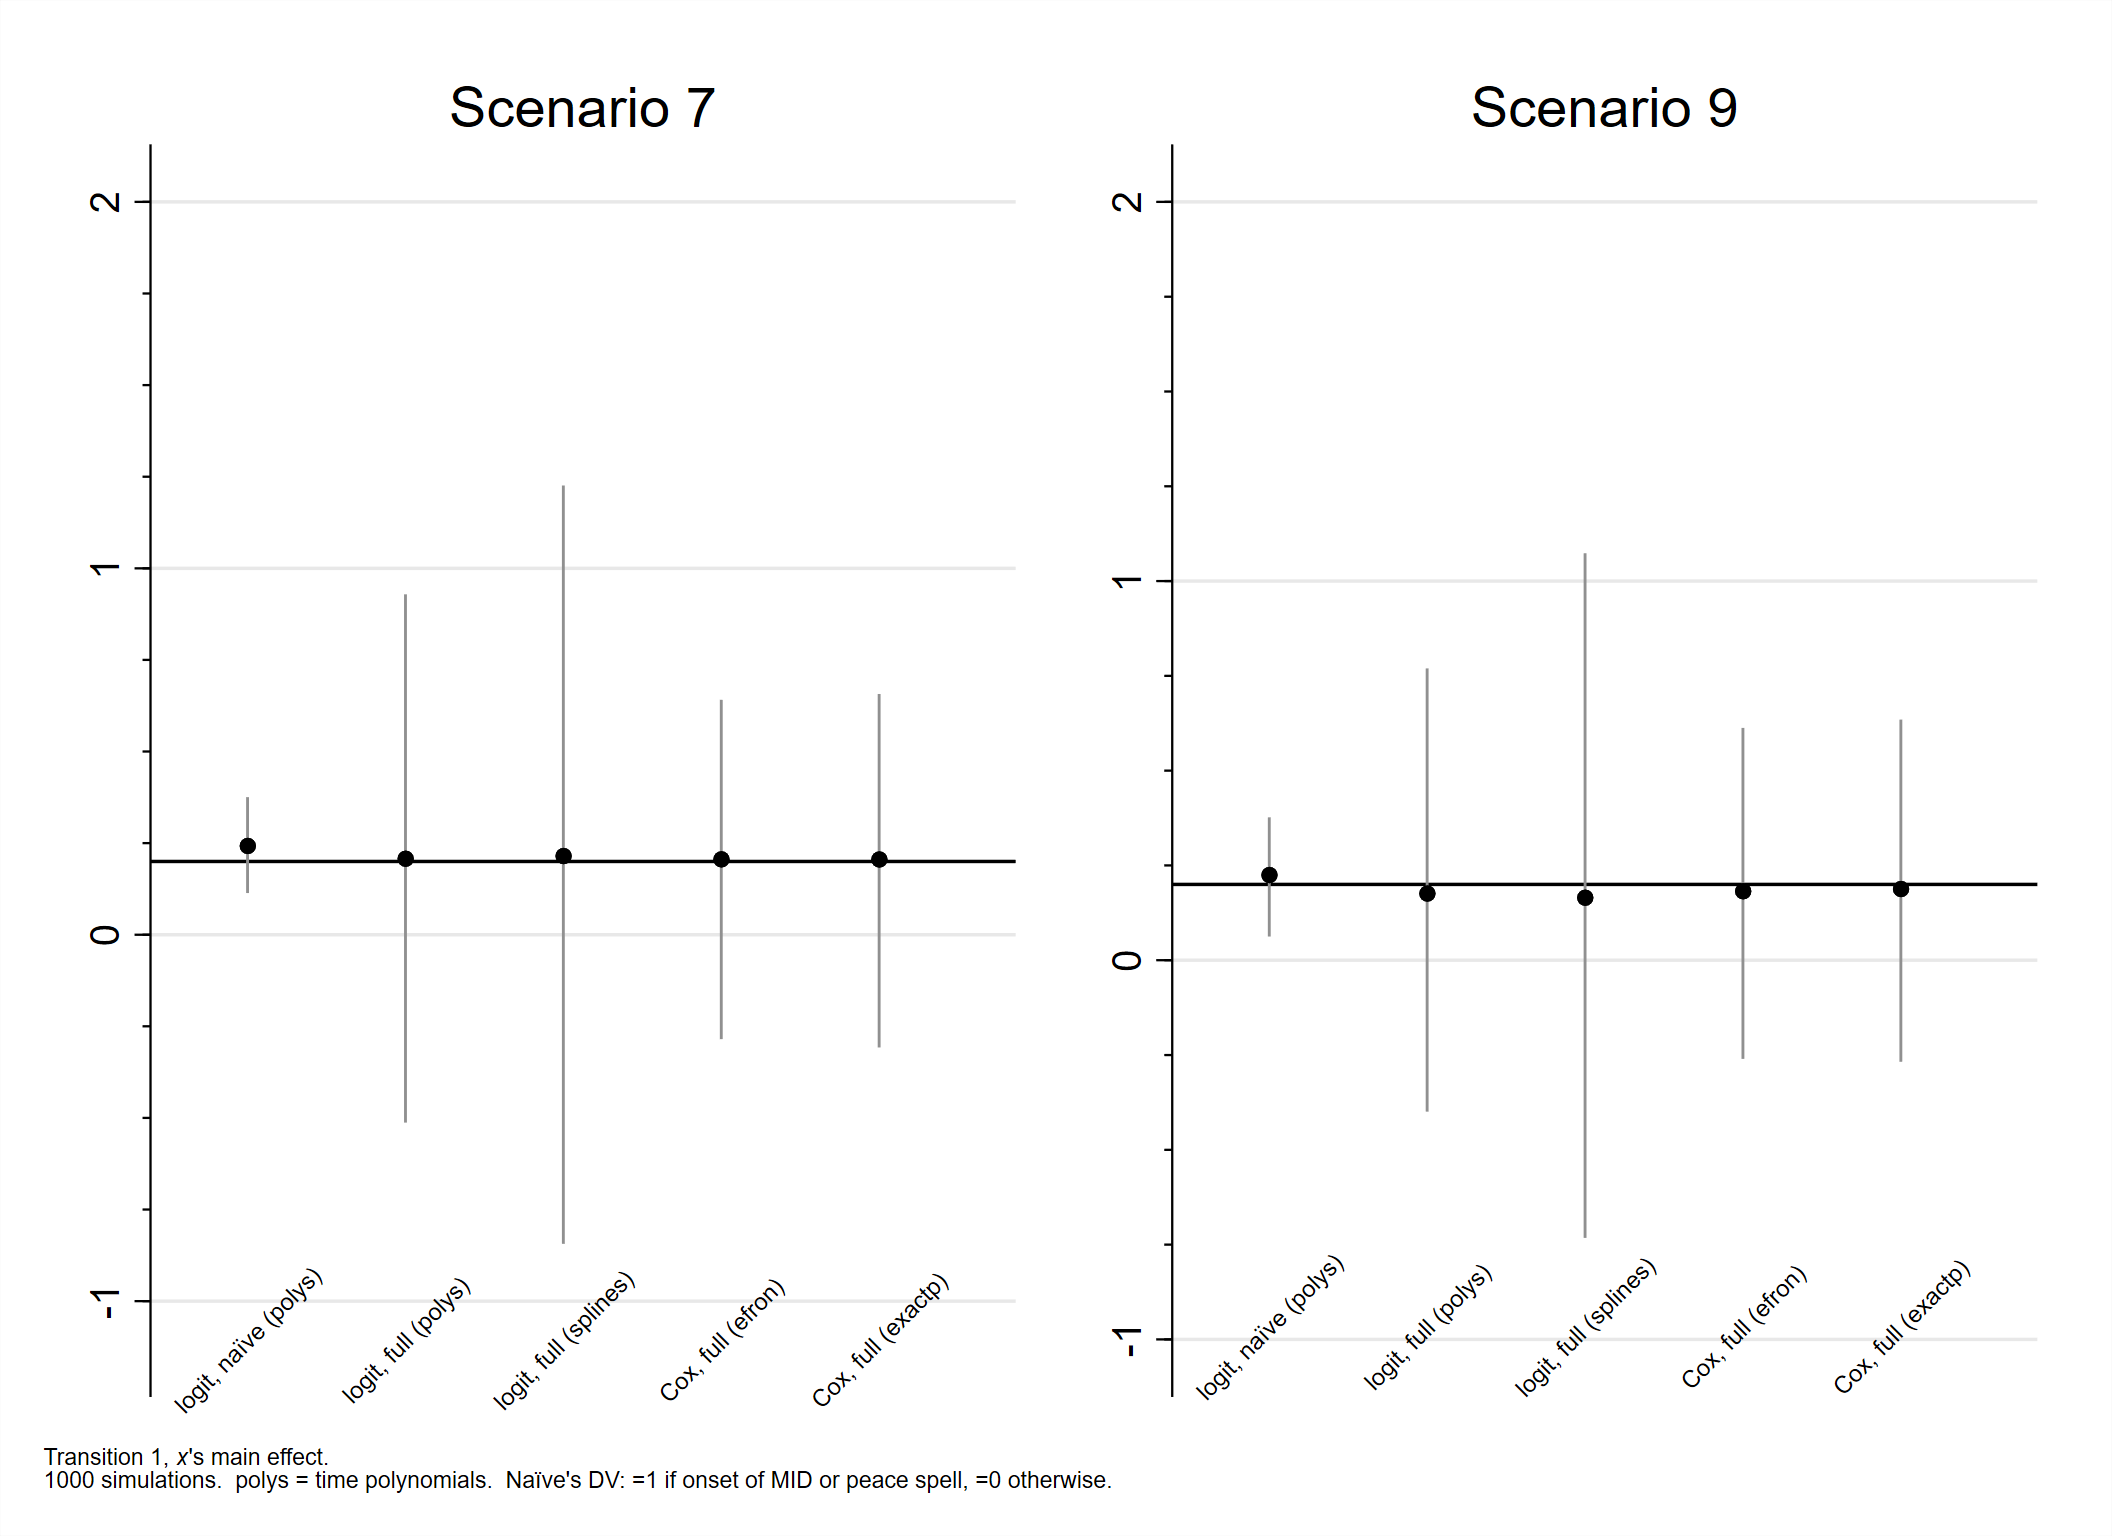 Scenario 7
2
1
0
-1
logit, naïve (polys)
logit, full (polys)
logit, full (splines)
Cox, full (efron)
Cox, full (exactp)
Scenario 9
2
1
0
-1
logit, naïve (polys)
logit, full (polys)
logit, full (splines)
Cox, full (efron)
Cox, full (exactp)
Transition 1, x's main effect.
1000 simulations.  polys = time polynomials.  Naïve's DV: =1 if onset of MID or peace spell, =0 otherwise.